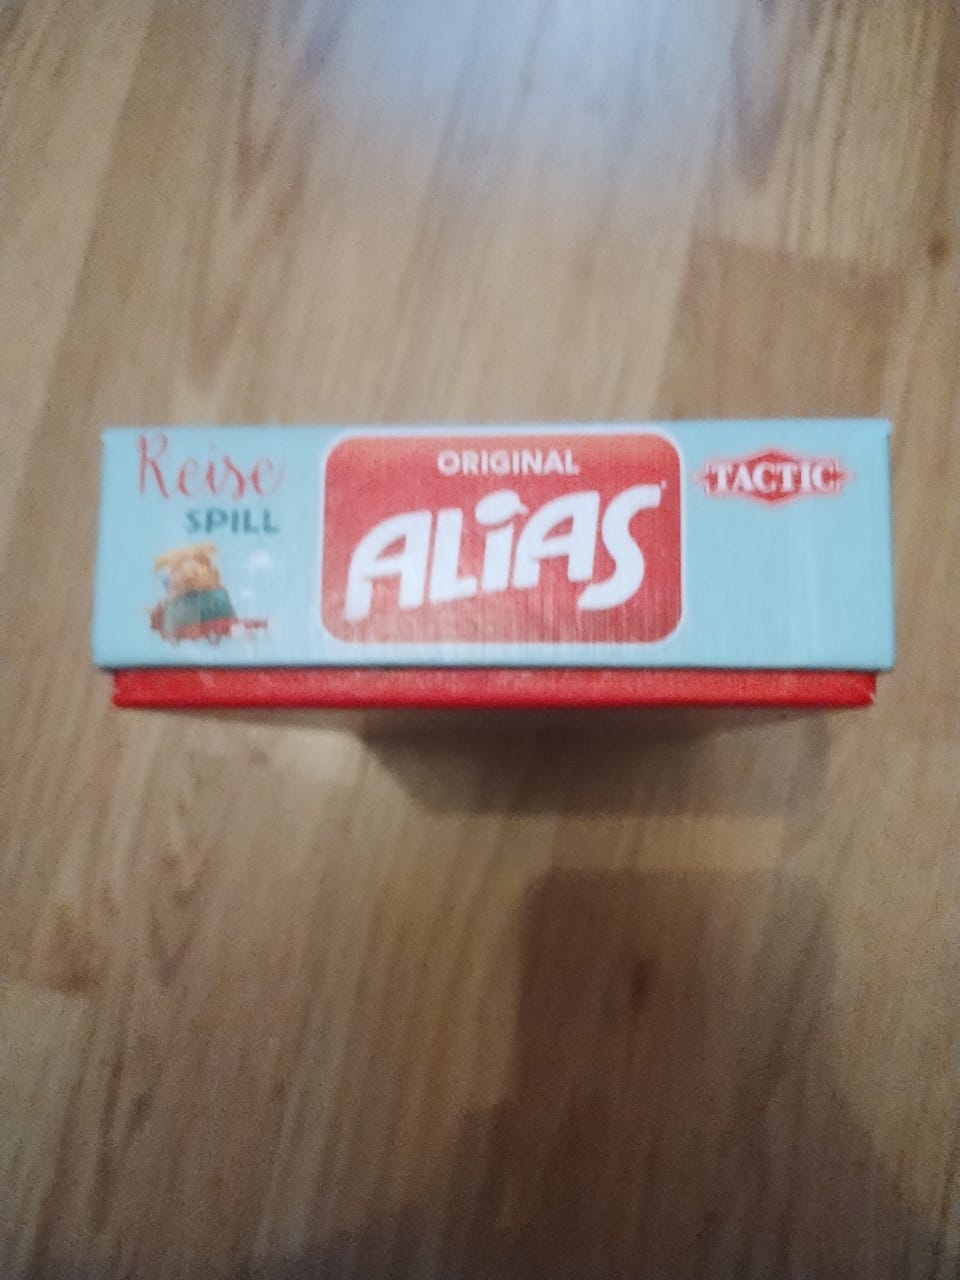 Reise
SPILL
ORIGINAL
ALiAS
TACTIC